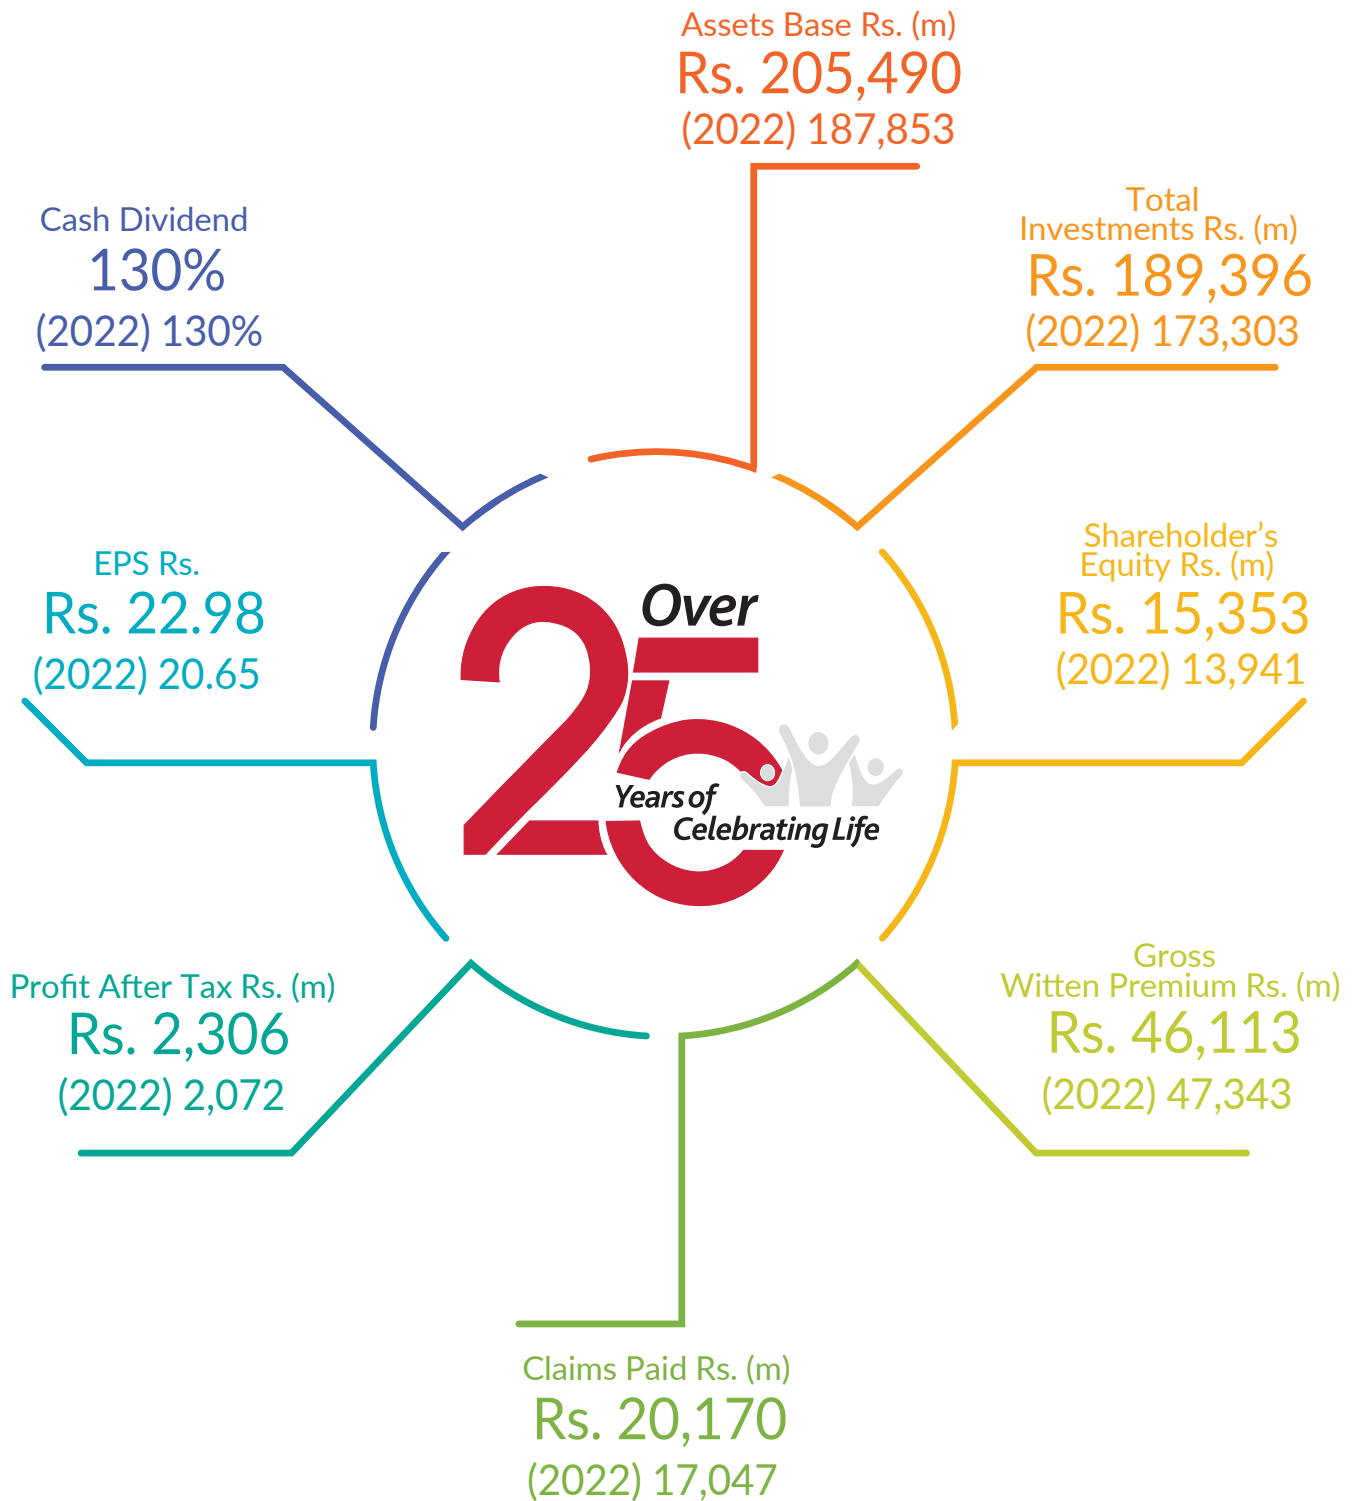 Assets Base Rs. (m)
Rs. 205,490
(2022) 187,853
Total
Investments Rs. (m)
Rs. 189,396
(2022) 173,303
Shareholder’s
Equity Rs. (m)
Rs. 15,353
(2022) 13,941
Gross
Witten Premium Rs. (m)
Rs. 46,113
(2022) 47,343
Claims Paid Rs. (m)
Rs. 20,170
(2022) 17,047
Profit After Tax Rs. (m)
Rs. 2,306
(2022) 2,072
EPS Rs.
Rs. 22.98
(2022) 20.65
Cash Dividend
130%
(2022) 130%
Over
25
Years of
Celebrating Life